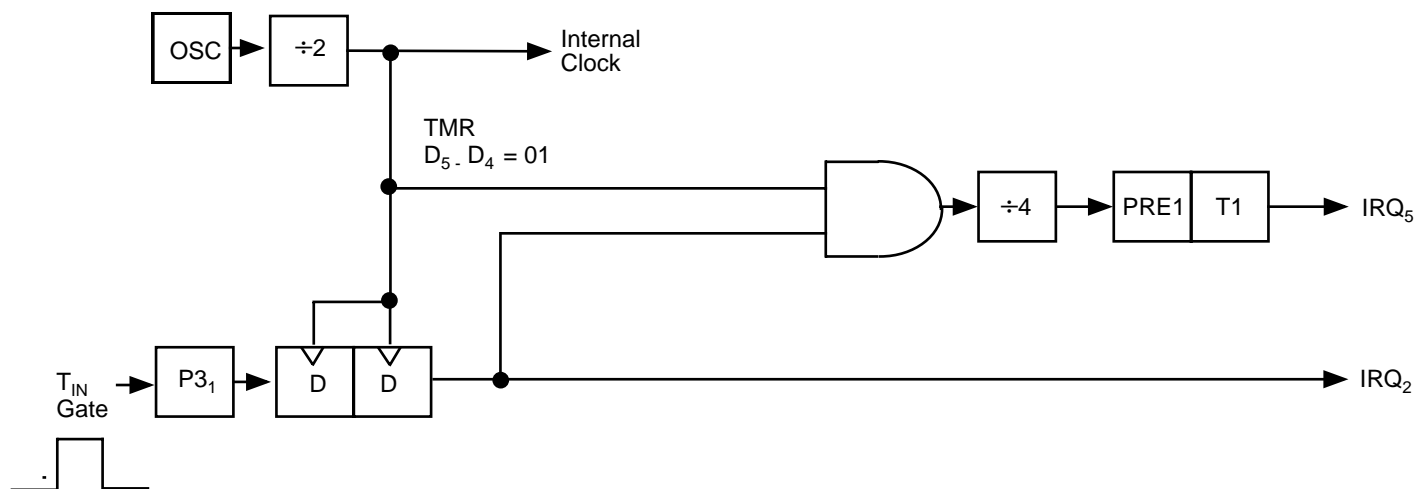 OSC
÷2
Internal
Clock
TMR
D5 - D4 = 01
÷4
PRE1
T1
IRQ5
TIN
Gate
P31
D
D
IRQ2